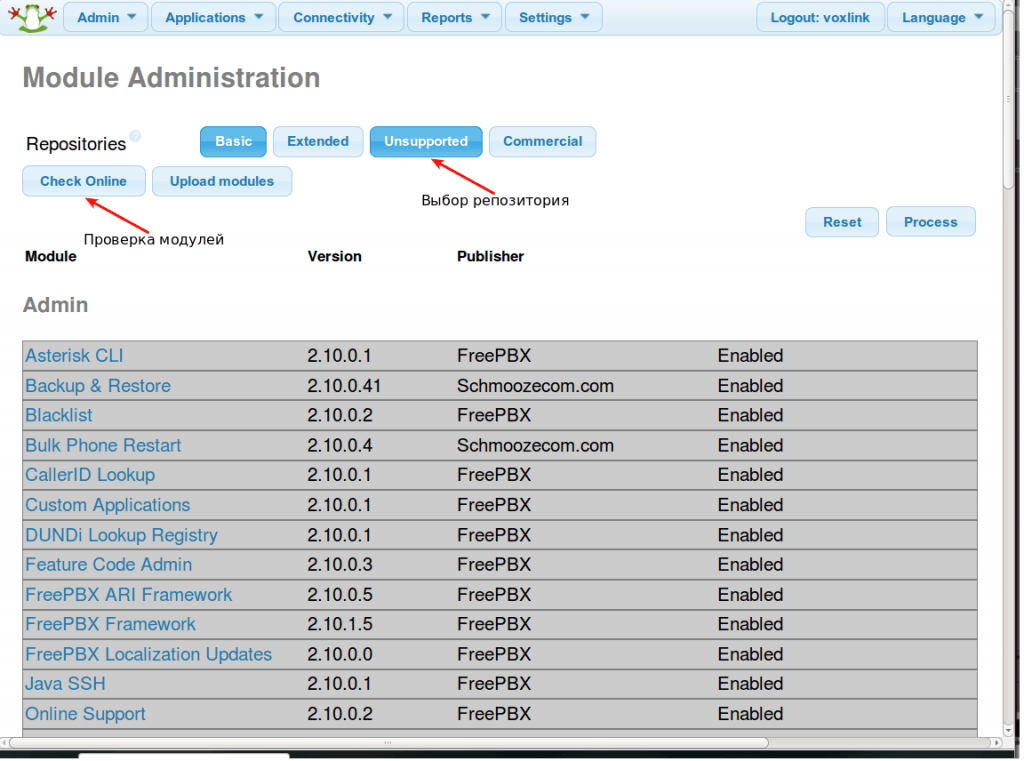 Admin Applications Connectivity Reports Settings Logout: voxlink Language
Module Administration
Repositories ? Basic Extended Unsupported Commercial
Check Online Upload modules
Выбор репозитория
Reset Process
Проверка модулей
Module Version Publisher
Admin
Asterisk CLI 2.10.0.1 FreePBX Enabled
Backup & Restore 2.10.0.41 Schmoozecom.com Enabled
Blacklist 2.10.0.2 FreePBX Enabled
Bulk Phone Restart 2.10.0.4 Schmoozecom.com Enabled
CallerID Lookup 2.10.0.1 FreePBX Enabled
Custom Applications 2.10.0.1 FreePBX Enabled
DUNDi Lookup Registry 2.10.0.1 FreePBX Enabled
Feature Code Admin 2.10.0.3 FreePBX Enabled
FreePBX ARI Framework 2.10.0.5 FreePBX Enabled
FreePBX Framework 2.10.1.5 FreePBX Enabled
FreePBX Localization Updates 2.10.0.0 FreePBX Enabled
Java SSH 2.10.0.1 FreePBX Enabled
Online Support 2.10.0.2 FreePBX Enabled